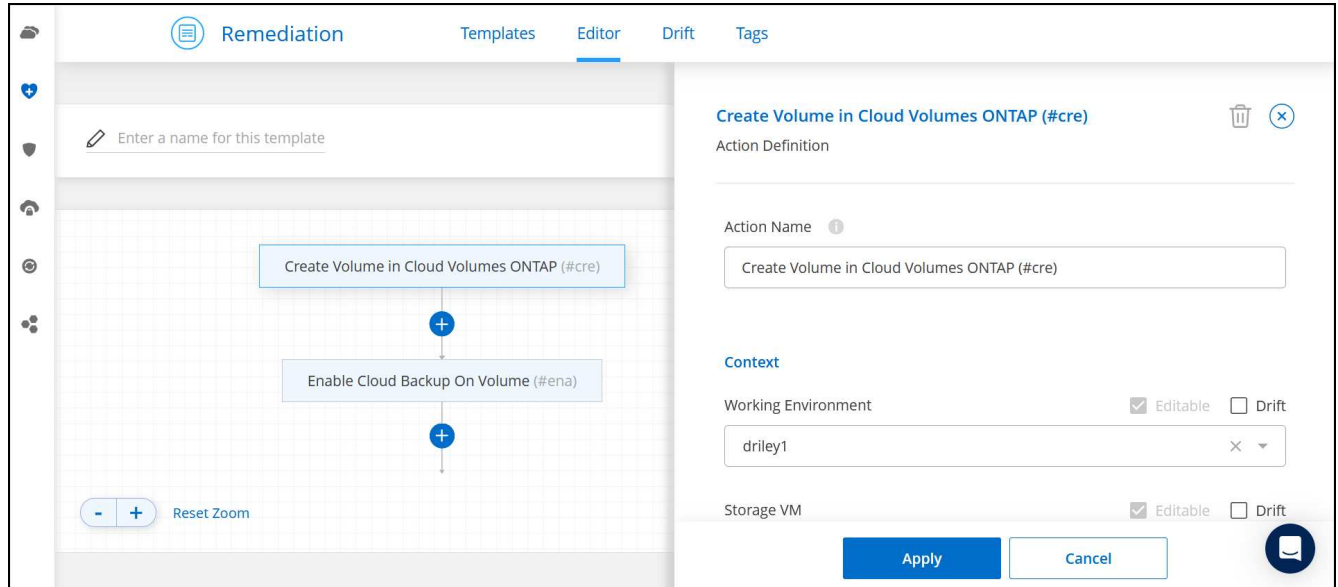 Remediation
Templates
Editor
Drift
Tags
Enter a name for this template
Create Volume in Cloud Volumes ONTAP (#cre)
Enable Cloud Backup On Volume (#ena)
- + Reset Zoom
Create Volume in Cloud Volumes ONTAP (#cre)
Action Definition
Action Name
Create Volume in Cloud Volumes ONTAP (#cre)
Context
Working Environment
Editable
Drift
driley1
Storage VM
Editable
Drift
Apply
Cancel